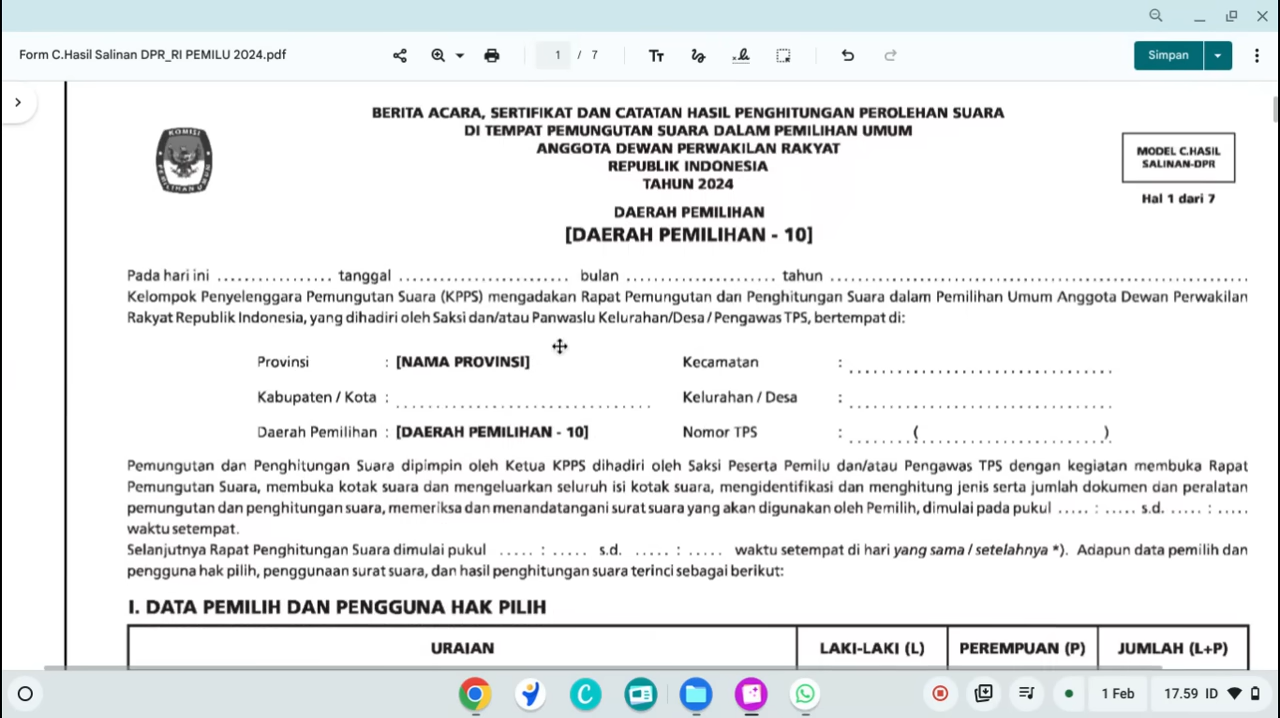 Form C.Hasil Salinan DPR_RI PEMILU 2024.pdf
1 / 7
Simpan
KOMISI
PEMILIHAN UMUM
BERITA ACARA, SERTIFIKAT DAN CATATAN HASIL PENGHITUNGAN PEROLEHAN SUARA
DI TEMPAT PEMUNGUTAN SUARA DALAM PEMILIHAN UMUM
ANGGOTA DEWAN PERWAKILAN RAKYAT
REPUBLIK INDONESIA
TAHUN 2024
MODEL C.HASIL
SALINAN-DPR
Hal 1 dari 7
DAERAH PEMILIHAN
[DAERAH PEMILIHAN - 10]
Pada hari ini ................ tanggal ........................ bulan ..................... tahun ...........................................................
Kelompok Penyelenggara Pemungutan Suara (KPPS) mengadakan Rapat Pemungutan dan Penghitungan Suara dalam Pemilihan Umum Anggota Dewan Perwakilan
Rakyat Republik Indonesia, yang dihadiri oleh Saksi dan/atau Panwaslu Kelurahan/Desa / Pengawas TPS, bertempat di:
Provinsi : [NAMA PROVINSI] Kecamatan : .....................................
Kabupaten / Kota : ..................................... Kelurahan / Desa : .....................................
Daerah Pemilihan : [DAERAH PEMILIHAN - 10] Nomor TPS : .........(..........................)
Pemungutan dan Penghitungan Suara dipimpin oleh Ketua KPPS dihadiri oleh Saksi Peserta Pemilu dan/atau Pengawas TPS dengan kegiatan membuka Rapat
Pemungutan Suara, membuka kotak suara dan mengeluarkan seluruh isi kotak suara, mengidentifikasi dan menghitung jenis serta jumlah dokumen dan peralatan
pemungutan dan penghitungan suara, memeriksa dan menandatangani surat suara yang akan digunakan oleh Pemilih, dimulai pada pukul ..... : ..... s.d. ..... : .....
waktu setempat.
Selanjutnya Rapat Penghitungan Suara dimulai pukul ..... : ..... s.d. ..... : ..... waktu setempat di hari yang sama / setelahnya *). Adapun data pemilih dan
pengguna hak pilih, penggunaan surat suara, dan hasil penghitungan suara terinci sebagai berikut:
I. DATA PEMILIH DAN PENGGUNA HAK PILIH
URAIAN LAKI-LAKI (L) PEREMPUAN (P) JUMLAH (L+P)
1 Feb 17.59 ID